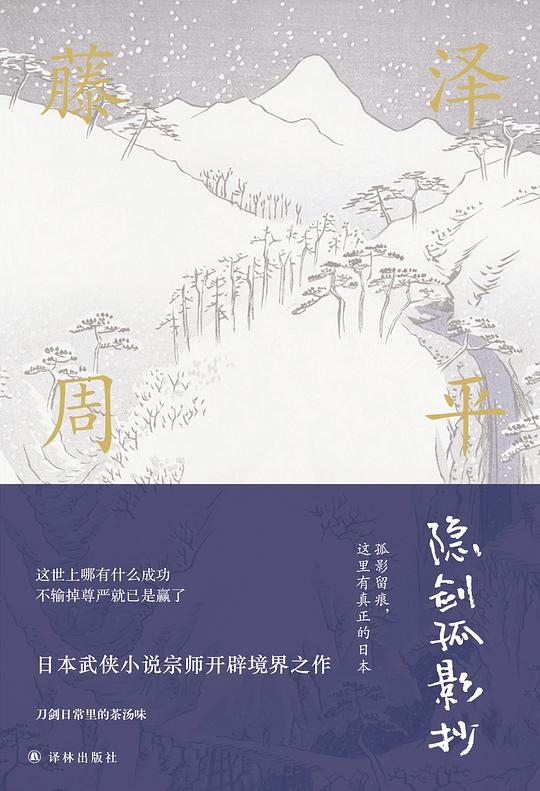 藤泽
周平
隐剑孤影抄
孤影留痕，
这里有真正的日本
这世上哪有什么成功
不输掉尊严就已是赢了
日本武侠小说宗师开辟境界之作
刀剑日常里的茶汤味
译林出版社